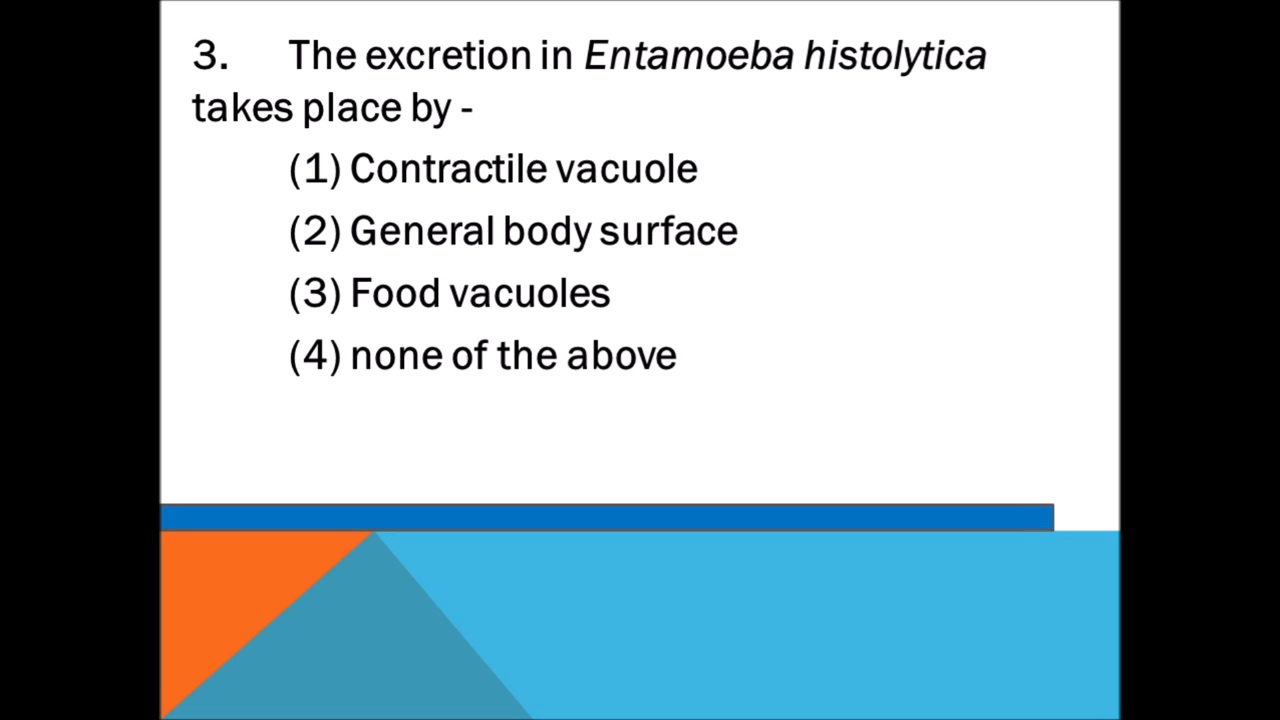 3. The excretion in Entamoeba histolytica
takes place by -
(1) Contractile vacuole
(2) General body surface
(3) Food vacuoles
(4) none of the above